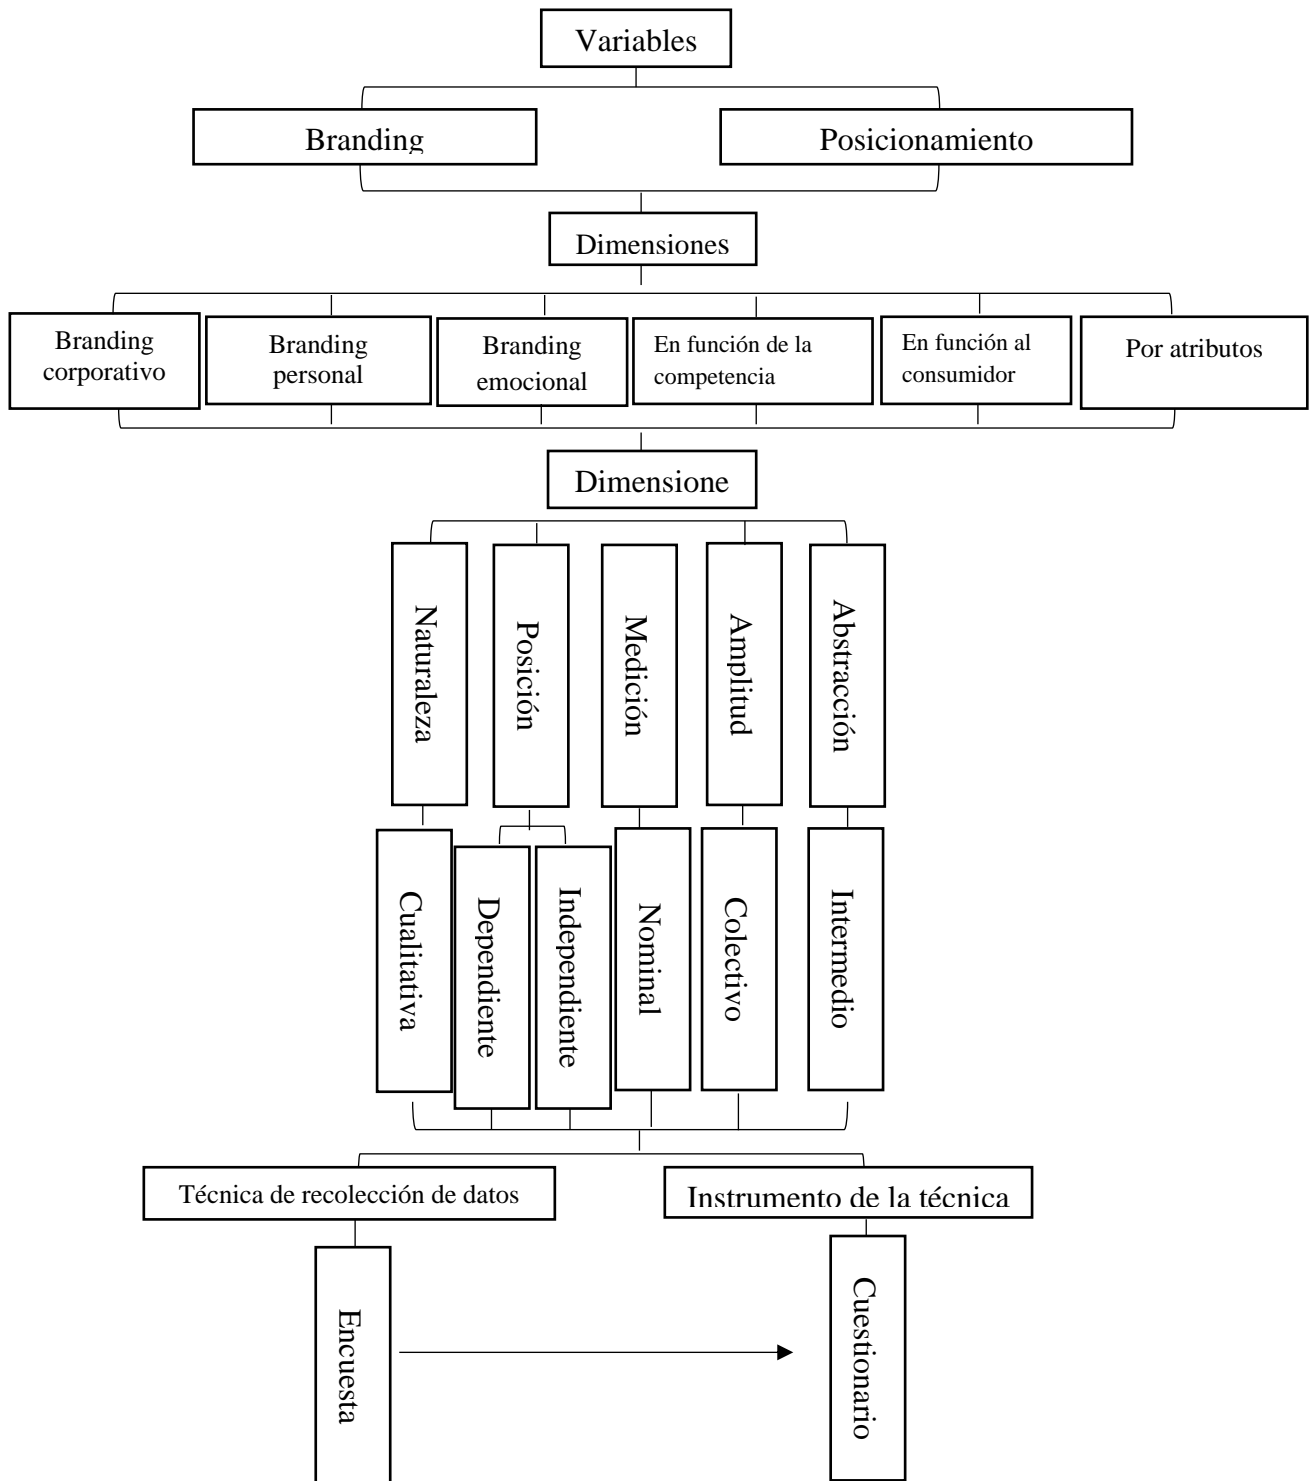 Variables
Branding
Posicionamiento
Dimensiones
Branding
corporativo
Branding
personal
Branding
emocional
En función de la
competencia
En función al
consumidor
Por atributos
Dimensione
Naturaleza
Posición
Medición
Amplitud
Abstracción
Cualitativa
Dependiente
Independiente
Nominal
Colectivo
Intermedio
Técnica de recolección de datos
Instrumento de la técnica
Encuesta
Cuestionario